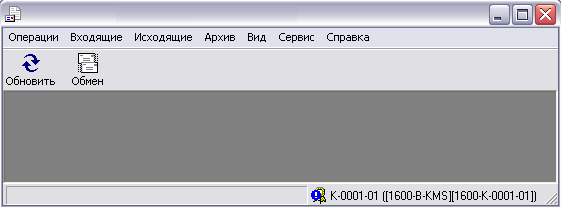 Операции Входящие Исходящие Архив Вид Сервис Справка
Обновить Обмен
K-0001-01 ([1600-B-KMS][1600-K-0001-01])